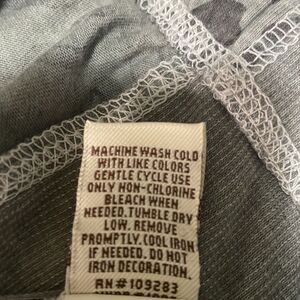 MACHINE WASH COLD
WITH LIKE COLORS
GENTLE CYCLE USE
ONLY NON-CHLORINE
BLEACH WHEN
NEEDED.TUMBLE DRY
LOW. REMOVE
PROMPTLY.COOL IRON
IF NEEDED. DO NOT
IRON DECORATION.
RN#109283